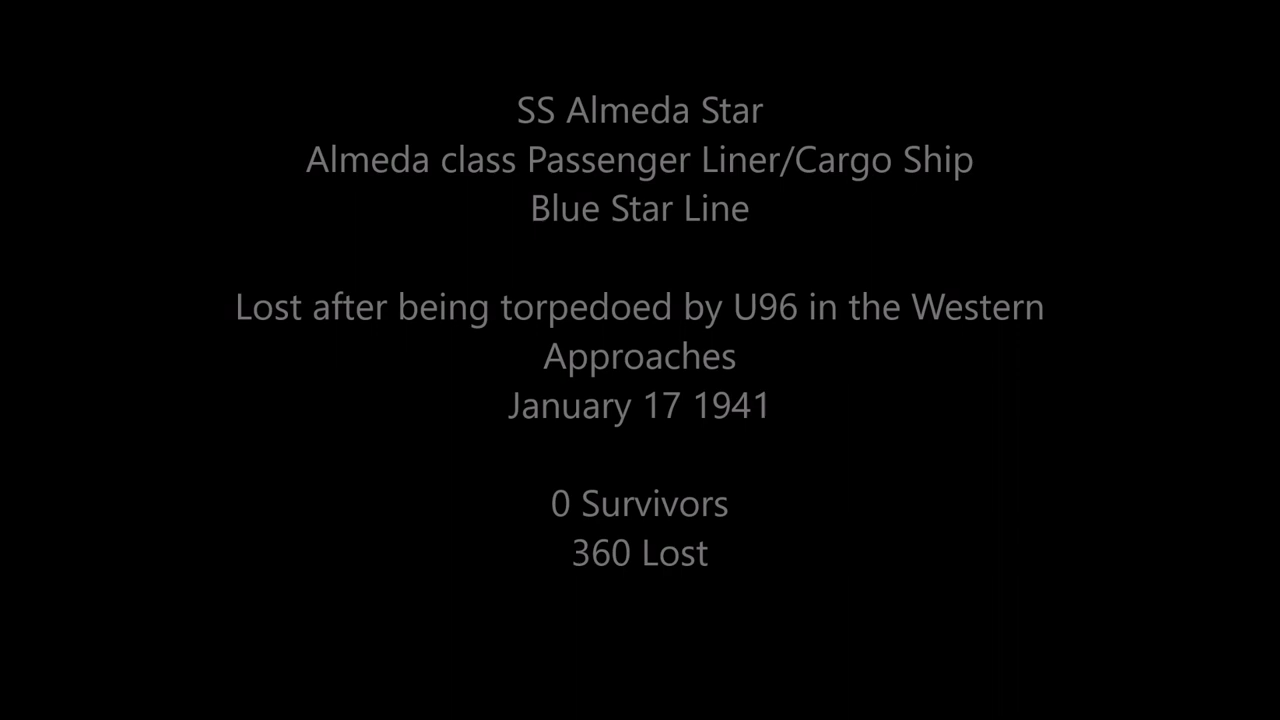 SS Almeda Star
Almeda class Passenger Liner/Cargo Ship
Blue Star Line
Lost after being torpedoed by U96 in the Western
Approaches
January 17 1941
0 Survivors
360 Lost